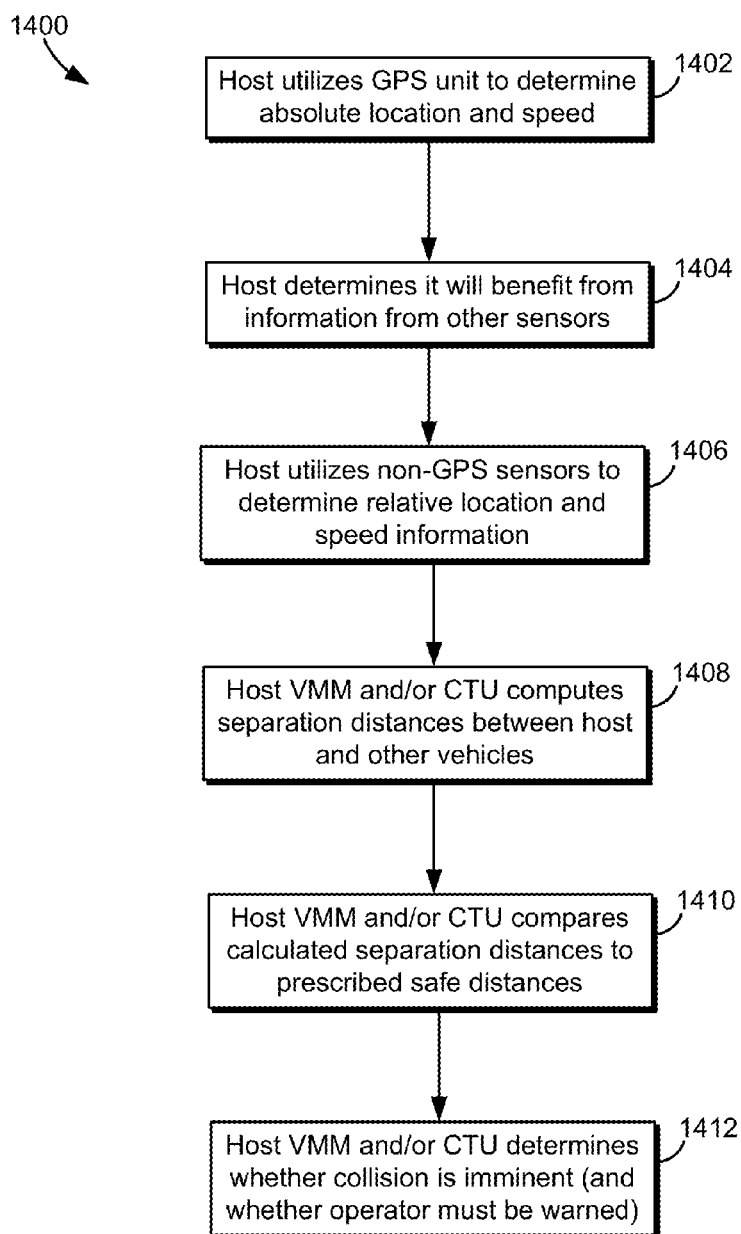 1400
Host utilizes GPS unit to determine
absolute location and speed
1402
Host determines it will benefit from
information from other sensors
1404
Host utilizes non-GPS sensors to
determine relative location and
speed information
1406
Host VMM and/or CTU computes
separation distances between host
and other vehicles
1408
Host VMM and/or CTU compares
calculated separation distances to
prescribed safe distances
1410
Host VMM and/or CTU determines
whether collision is imminent (and
whether operator must be warned)
1412